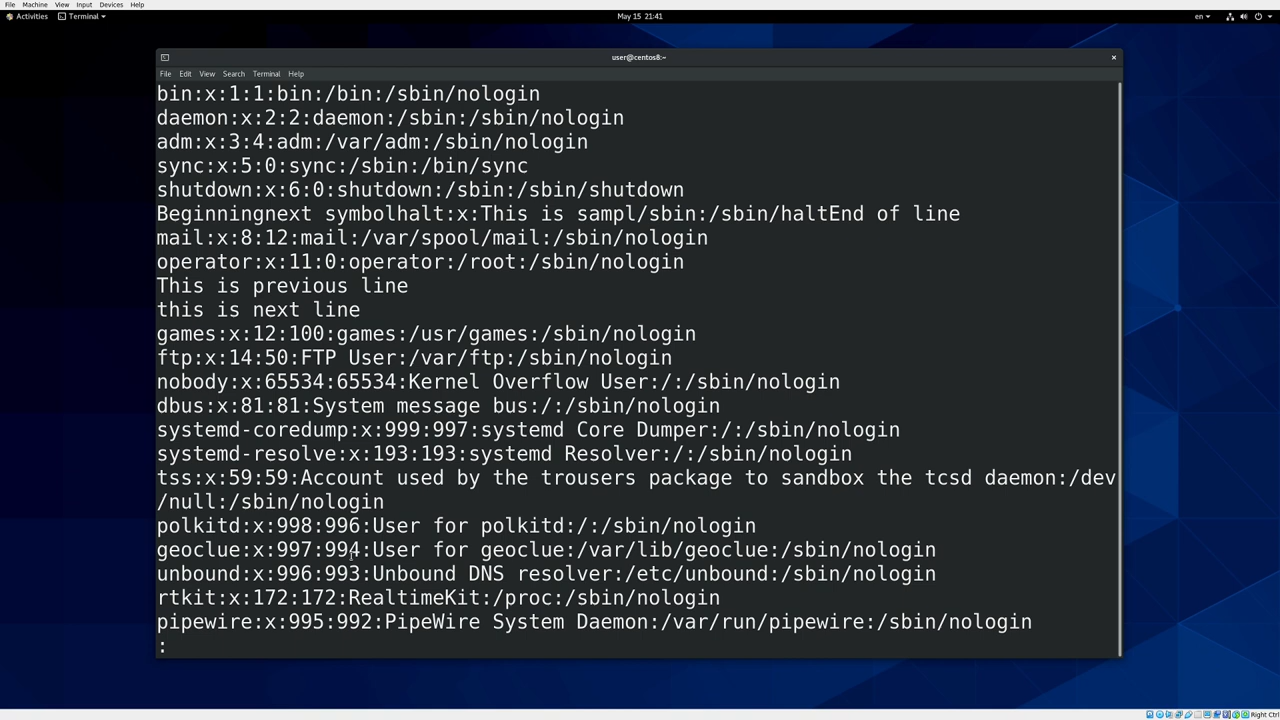 File Machine View Input Devices Help
Activities Terminal May 15 21:41 en
user@centos8:~
File Edit View Search Terminal Help
bin:x:1:1:bin:/bin:/sbin/nologin
daemon:x:2:2:daemon:/sbin:/sbin/nologin
adm:x:3:4:adm:/var/adm:/sbin/nologin
sync:x:5:0:sync:/sbin:/bin/sync
shutdown:x:6:0:shutdown:/sbin:/sbin/shutdown
Beginningnext symbolhalt:x:This is sampl/sbin:/sbin/haltEnd of line
mail:x:8:12:mail:/var/spool/mail:/sbin/nologin
operator:x:11:0:operator:/root:/sbin/nologin
This is previous line
this is next line
games:x:12:100:games:/usr/games:/sbin/nologin
ftp:x:14:50:FTP User:/var/ftp:/sbin/nologin
nobody:x:65534:65534:Kernel Overflow User:/:/sbin/nologin
dbus:x:81:81:System message bus:/:/sbin/nologin
systemd-coredump:x:999:997:systemd Core Dumper:/:/sbin/nologin
systemd-resolve:x:193:193:systemd Resolver:/:/sbin/nologin
tss:x:59:59:Account used by the trousers package to sandbox the tcsd daemon:/dev
/null:/sbin/nologin
polkitd:x:998:996:User for polkitd:/:/sbin/nologin
geoclue:x:997:994:User for geoclue:/var/lib/geoclue:/sbin/nologin
unbound:x:996:993:Unbound DNS resolver:/etc/unbound:/sbin/nologin
rtkit:x:172:172:RealtimeKit:/proc:/sbin/nologin
pipewire:x:995:992:PipeWire System Daemon:/var/run/pipewire:/sbin/nologin
:
Right Ctrl